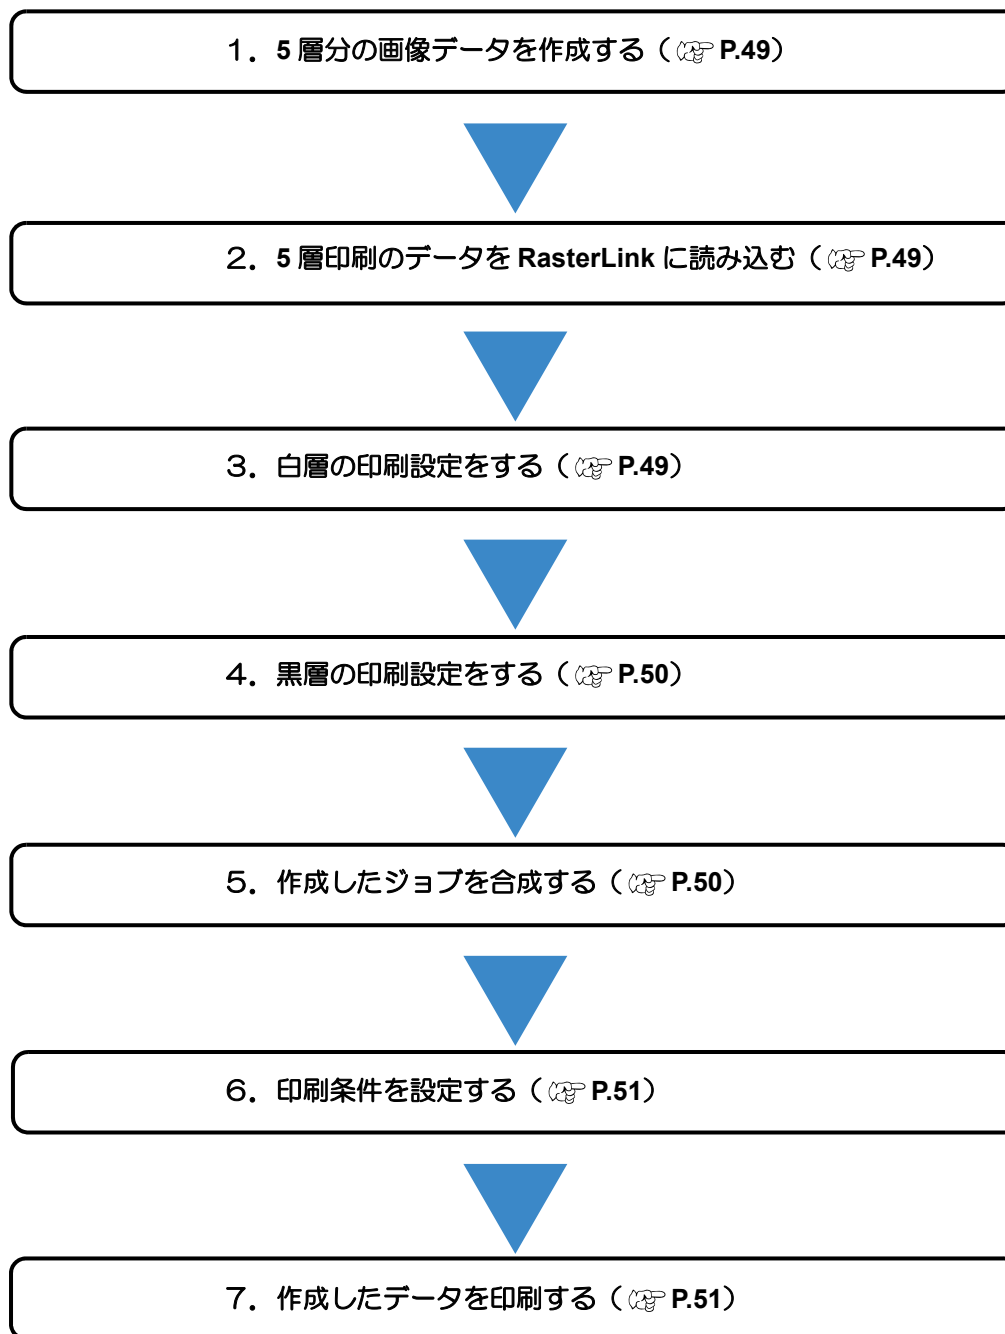 1．5 層分の画像データを作成する（☞ P.49）
2．5 層印刷のデータを RasterLink に読み込む（☞ P.49）
3．白層の印刷設定をする（☞ P.49）
4．黒層の印刷設定をする（☞ P.50）
5．作成したジョブを合成する（☞ P.50）
6．印刷条件を設定する（☞ P.51）
7．作成したデータを印刷する（☞ P.51）